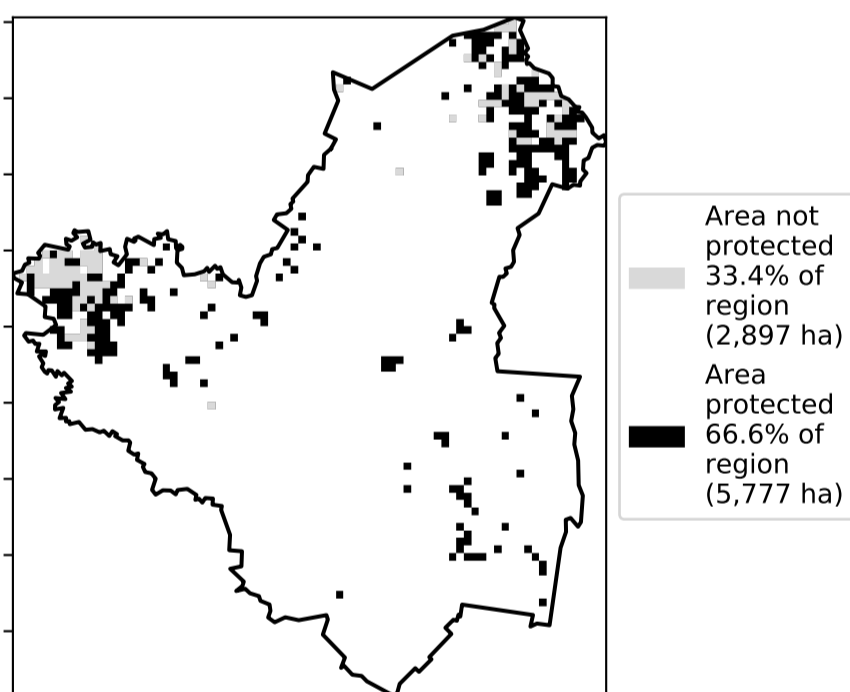 Area not
protected
33.4% of
region
(2,897 ha)
Area
protected
66.6% of
region
(5,777 ha)